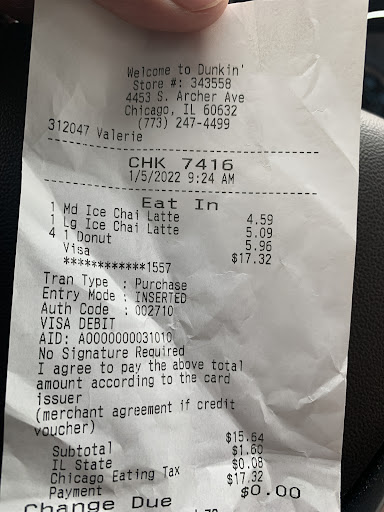 Welcome to Dunkin'
Store #: 343558
4453 S. Archer Ave
Chicago, IL 60632
(773) 247-4499
312047 Valerie
CHK 7416
1/5/2022 9:24 AM
Eat In
1 Md Ice Chai Latte 4.59
1 Lg Ice Chai Latte 5.09
4 1 Donut 5.96
Visa $17.32
************1557
Tran Type : Purchase
Entry Mode : INSERTED
Auth Code : 002710
VISA DEBIT
AID: A0000000031010
No Signature Required
I agree to pay the above total
amount according to the card
issuer
(merchant agreement if credit
voucher)
Subtotal $15.64
IL State $1.60
Chicago Eating Tax $0.08
Payment $17.32
Change Due $0.00